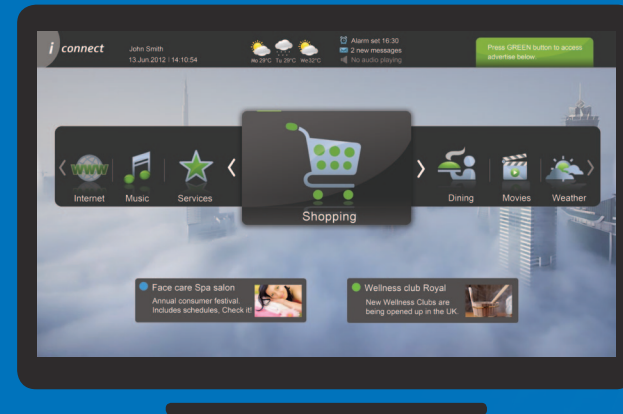 i connect
John Smith
13.Jun.2012 | 14:10:54
Mo 29°C Tu 29°C We 32°C
Alarm set 16:30
2 new messages
No audio playing
Press GREEN button to access
advertise below
www
Internet
Music
Services
Shopping
Dining
Movies
Weather
Face care Spa salon
Annual consumer festival.
Includes schedules, Check it!
Wellness club Royal
New Wellness Clubs are
being opened up in the UK.